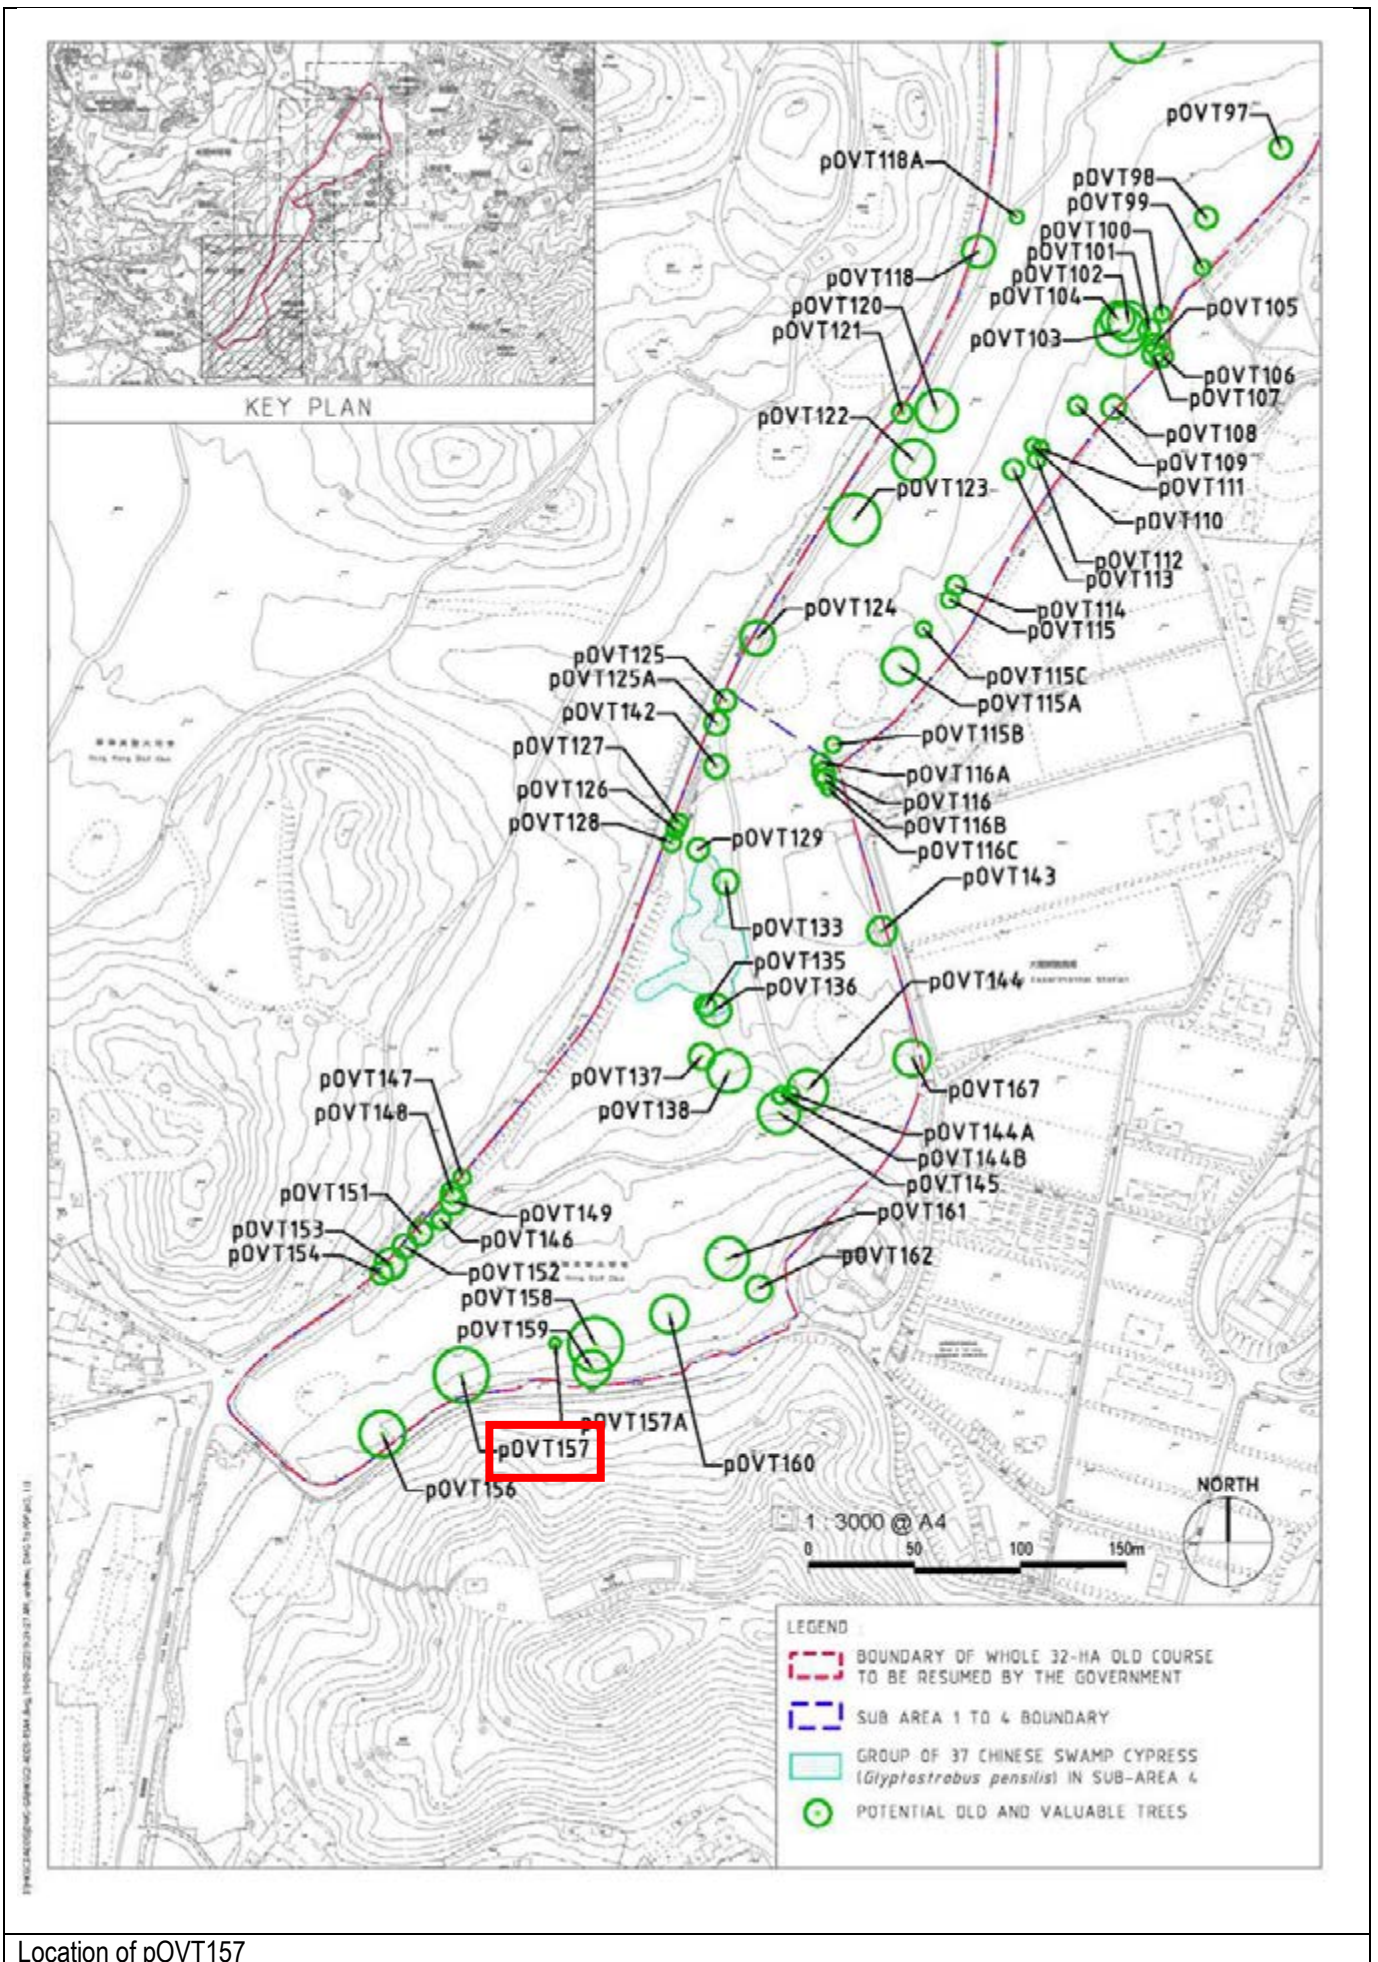 KEY PLAN
pOVT97
pOVT118A
pOVT98
pOVT99
pOVT100
pOVT101
pOVT102
pOVT104
pOVT103
pOVT105
pOVT118
pOVT120
pOVT121
pOVT106
pOVT107
pOVT122
pOVT108
pOVT109
pOVT111
pOVT123
pOVT110
pOVT112
pOVT113
pOVT124
pOVT114
pOVT115
pOVT125
pOVT125A
pOVT115C
pOVT115A
pOVT142
pOVT115B
pOVT127
pOVT116A
pOVT126
pOVT116
pOVT128
pOVT116B
pOVT129
pOVT116C
pOVT143
pOVT133
pOVT135
pOVT136
pOVT144
Experimental Station
pOVT137
pOVT147
pOVT167
pOVT138
pOVT148
pOVT144A
pOVT144B
pOVT145
pOVT151
pOVT149
pOVT161
pOVT153
pOVT146
pOVT154
pOVT162
pOVT152
pOVT158
pOVT159
pOVT157A
pOVT157
pOVT160
pOVT156
NORTH
1 : 3000 @ A4
0 50 100 150m
LEGEND :
BOUNDARY OF WHOLE 32-HA OLD COURSE
TO BE RESUMED BY THE GOVERNMENT
SUB AREA 1 TO 4 BOUNDARY
GROUP OF 37 CHINESE SWAMP CYPRESS
(Glyptostrobus pensilis) IN SUB-AREA 4
POTENTIAL OLD AND VALUABLE TREES
Location of pOVT157